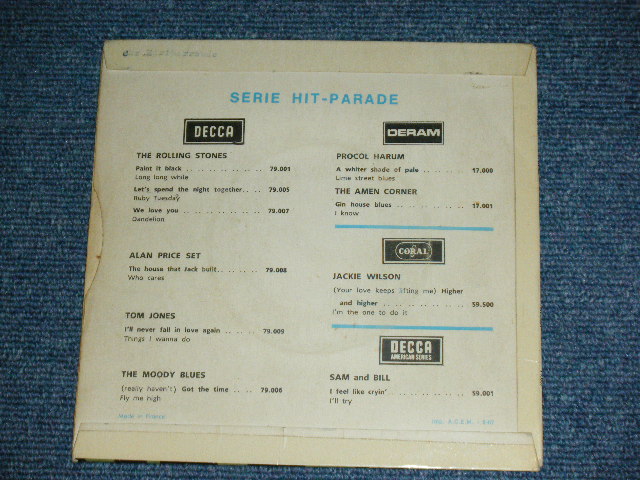 SERIE HIT-PARADE
DECCA
THE ROLLING STONES
Paint it black . . . . . . . . . . . . 79.001
Long long while
Let's spend the night together. . . . 79.005
Ruby Tuesday
We love you . . . . . . . . . . . . 79.007
Dandelion
ALAN PRICE SET
The house that Jack built. . . . . . . 79.008
Who cares
TOM JONES
I'll never fall in love again . . . . . 79.009
Things I wanna do
THE MOODY BLUES
(really haven't) Got the time . . . . 79.006
Fly me high
Made in France
DERAM
PROCOL HARUM
A whiter shade of pale . . . . . . . 17.000
Lime street blues
THE AMEN CORNER
Gin house blues . . . . . . . . . . 17.001
I know
CORAL
JACKIE WILSON
(Your love keeps lifting me) Higher
and higher . . . . . . . . . . . . 59.500
I'm the one to do it
DECCA
AMERICAN SERIES
SAM and BILL
I feel like cryin' . . . . . . . . . . . 59.001
I'll try